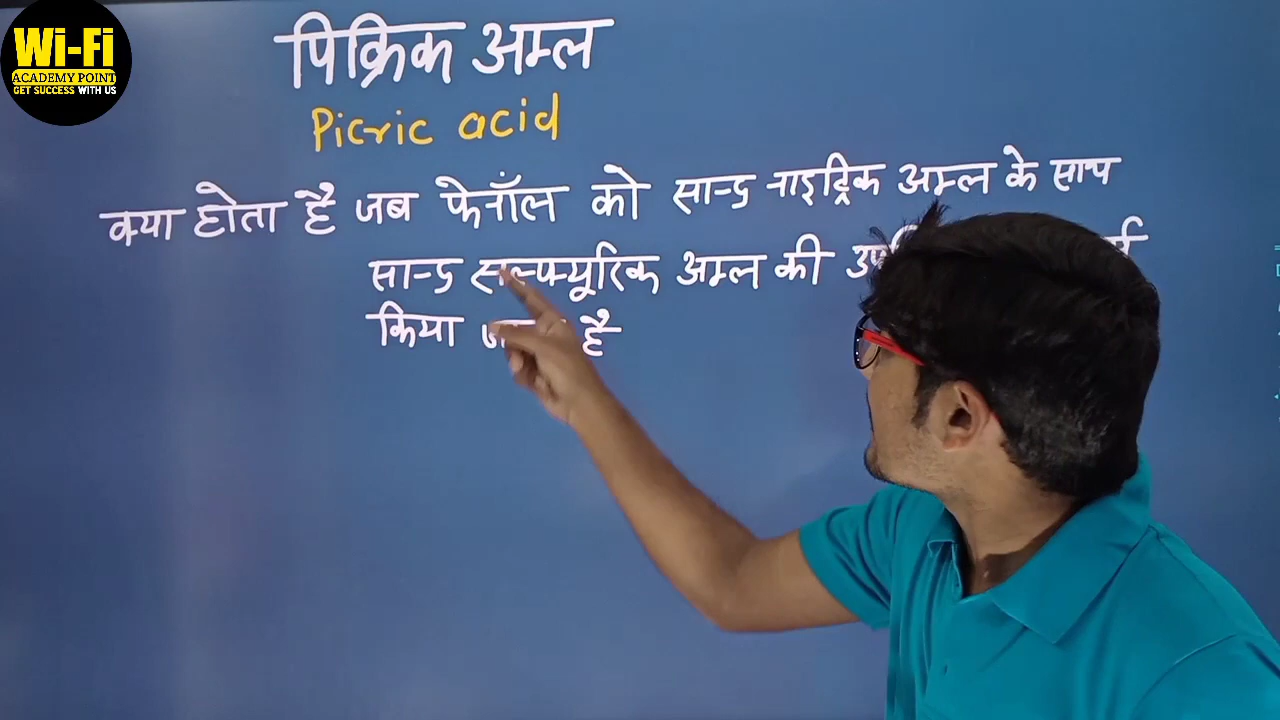 Wi-Fi
ACADEMY POINT
GET SUCCESS WITH US
पिक्रिक अम्ल
Picric acid
क्या होता है जब फेनॉल को सान्द्र नाइट्रिक अम्ल के साथ
सान्द्र सल्फ्यूरिक अम्ल की
किया है